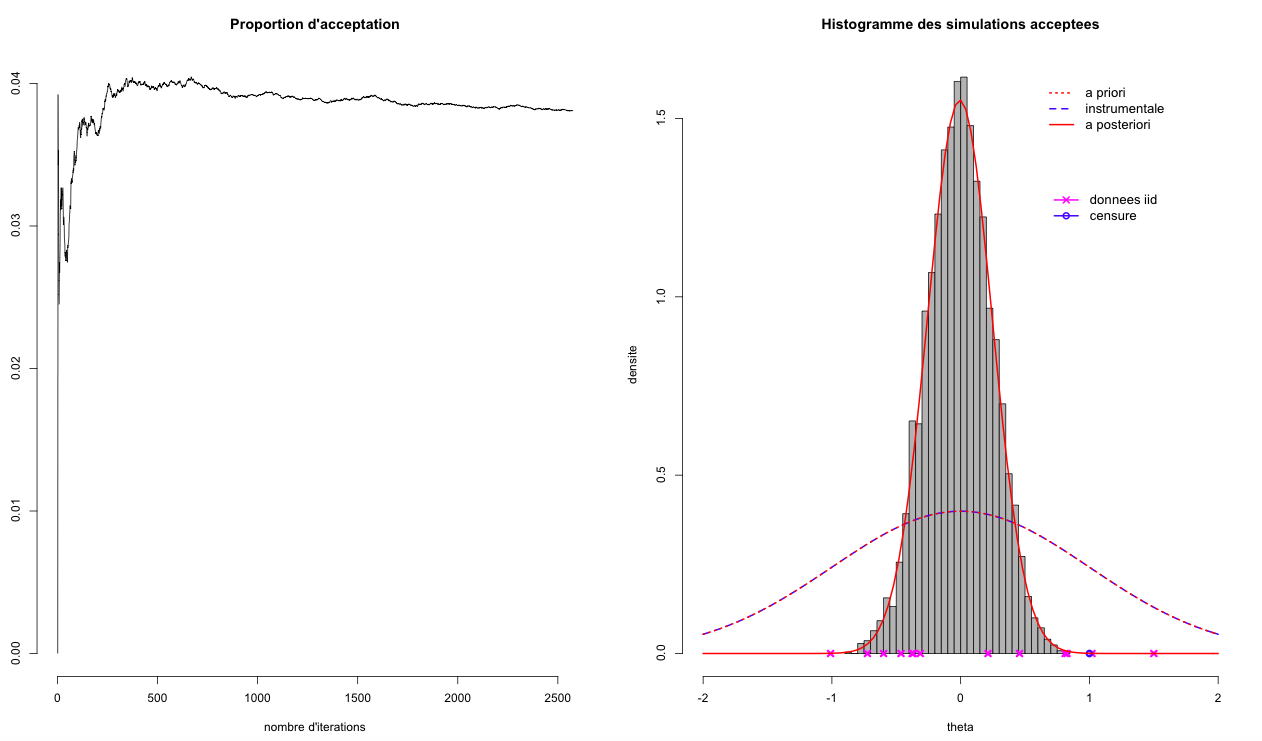 Proportion d'acceptation
0.04
0.03
0.02
0.01
0.00
0 500 1000 1500 2000 2500
nombre d'iterations
Histogramme des simulations acceptees
a priori
instrumentale
a posteriori
donnees iid
censure
densite
1.5
1.0
0.5
0.0
-2 -1 0 1 2
theta